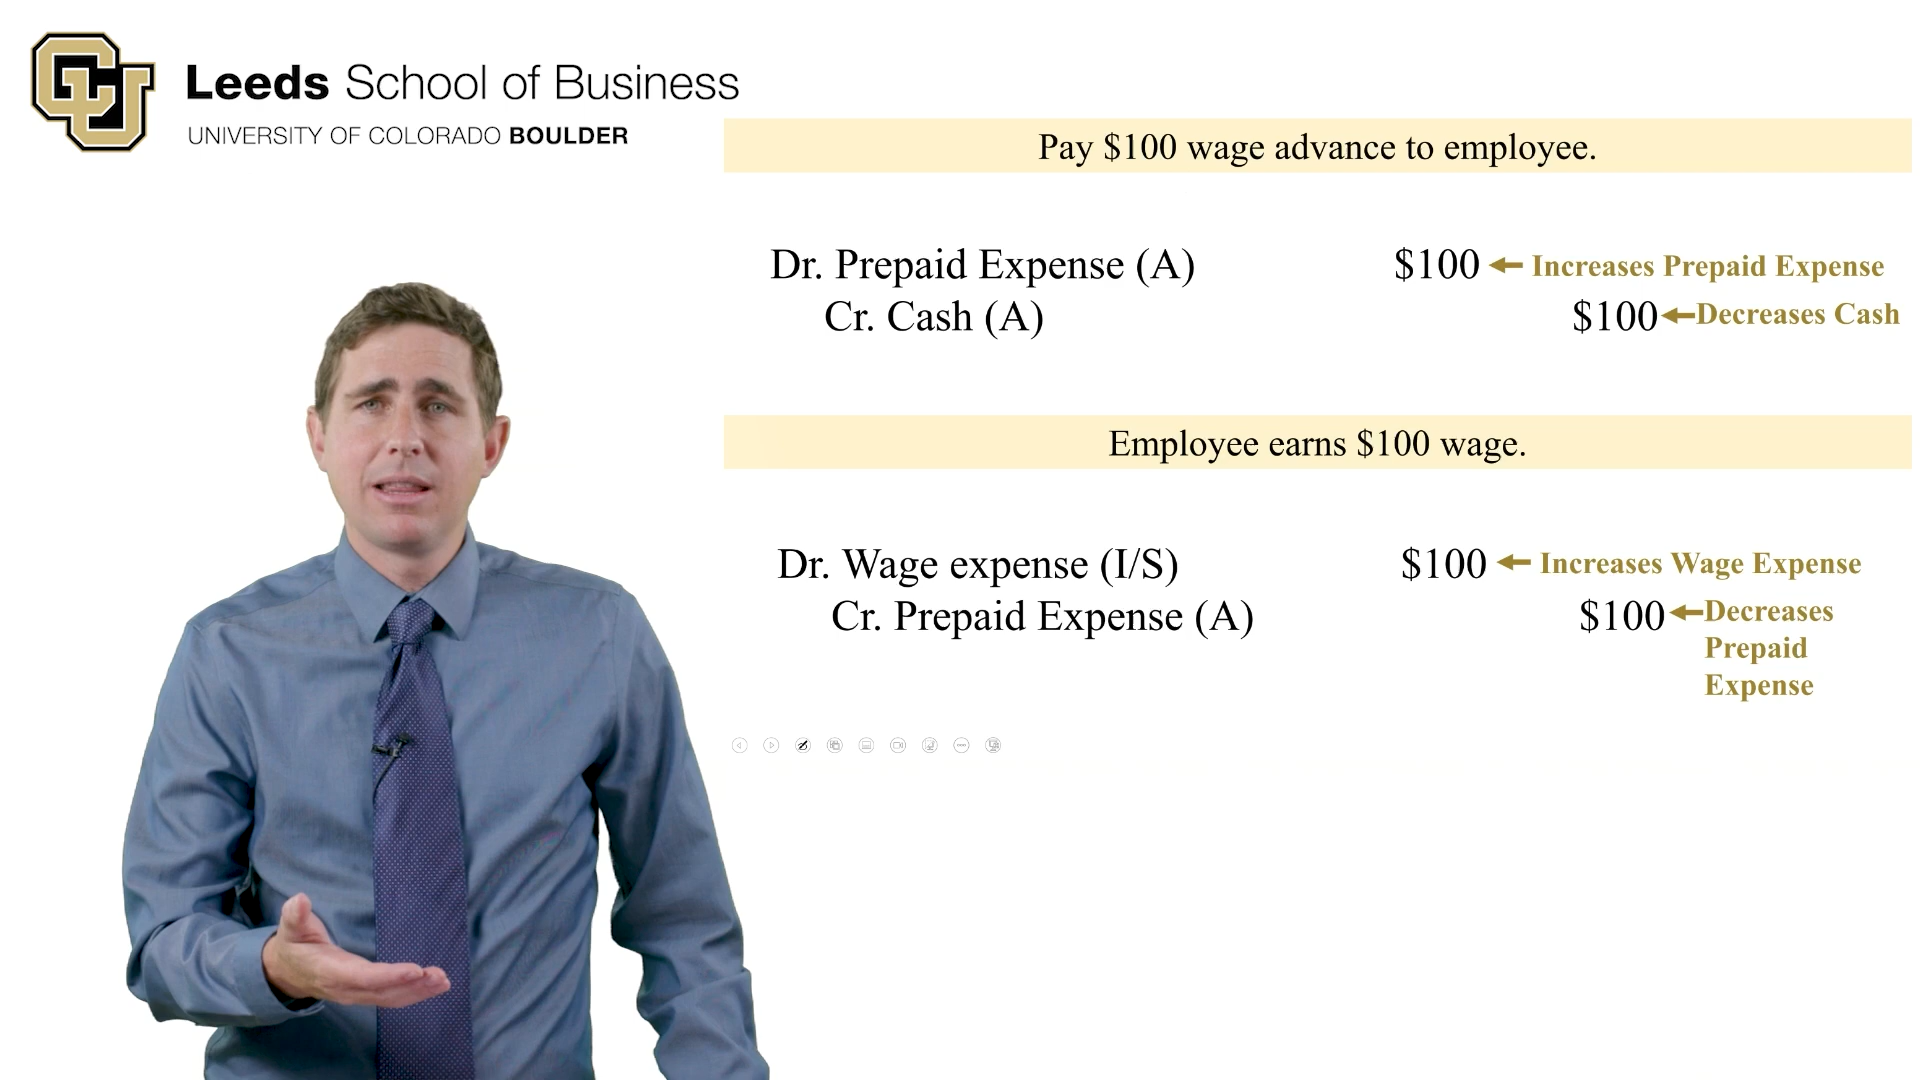 Leeds School of Business
UNIVERSITY OF COLORADO BOULDER
Pay $100 wage advance to employee.
Dr. Prepaid Expense (A) $100 Increases Prepaid Expense
Cr. Cash (A) $100 Decreases Cash
Employee earns $100 wage.
Dr. Wage expense (I/S) $100 Increases Wage Expense
Cr. Prepaid Expense (A) $100 Decreases
Prepaid
Expense